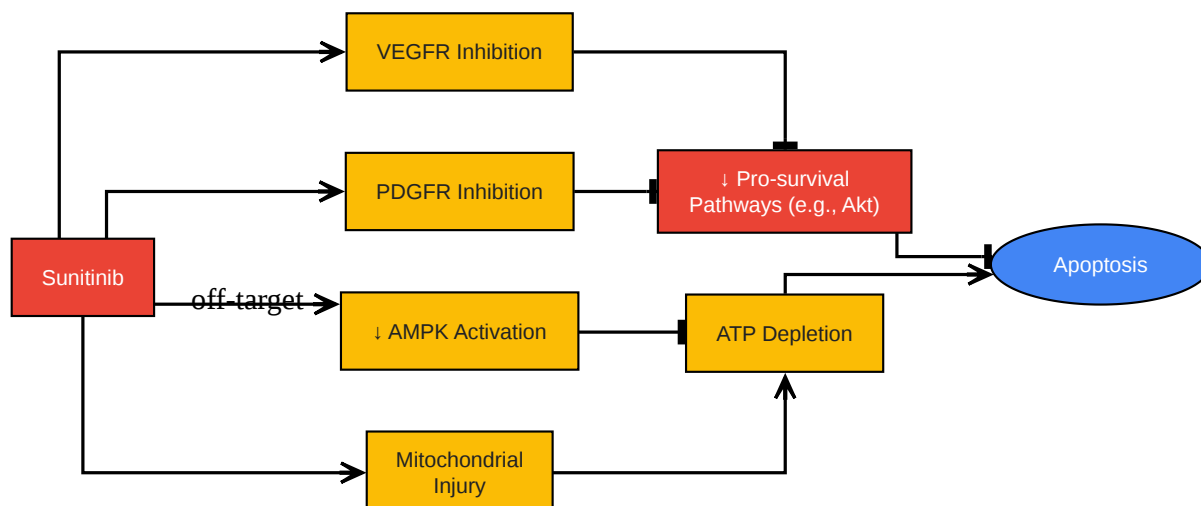 VEGFR Inhibition
PDGFR Inhibition
↓ Pro-survival
Pathways (e.g., Akt)
Sunitinib
off-target
Apoptosis
↓ AMPK Activation
ATP Depletion
Mitochondrial
Injury